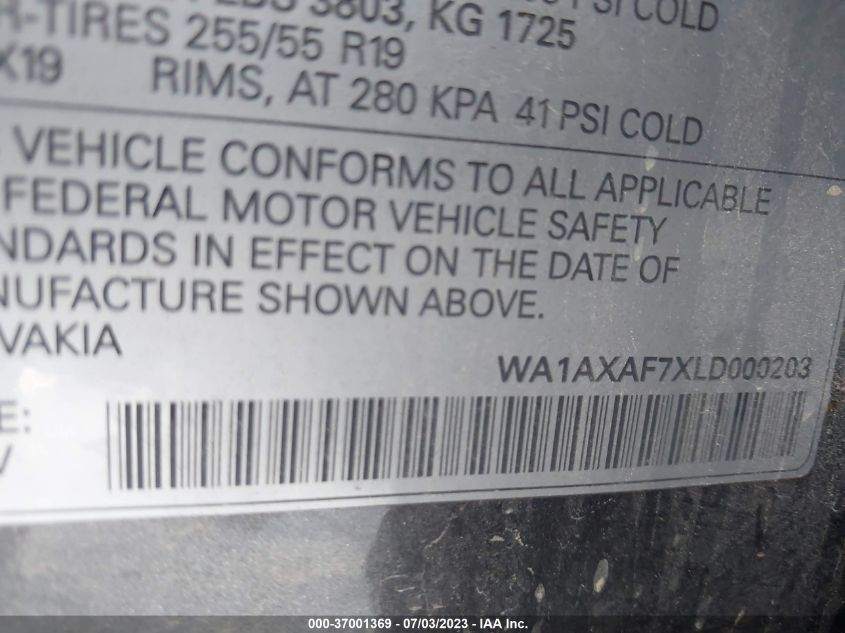 3803, KG 1725 PSI COLD
R-TIRES 255/55 R19
X19 RIMS, AT 280 KPA 41 PSI COLD
VEHICLE CONFORMS TO ALL APPLICABLE
FEDERAL MOTOR VEHICLE SAFETY
NDARDS IN EFFECT ON THE DATE OF
NUFACTURE SHOWN ABOVE.
VAKIA
WA1AXAF7XLD000203
E:
000-37001369 | 07/03/2023 | IAA Inc.